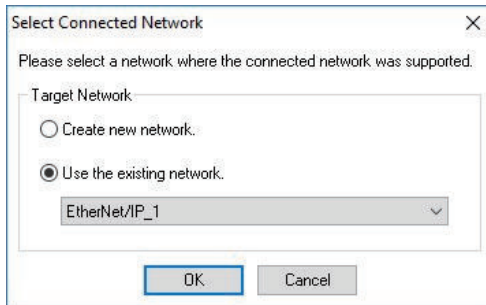 Select Connected Network
Please select a network where the connected network was supported.
Target Network
Create new network.
Use the existing network.
EtherNet/IP_1
OK
Cancel